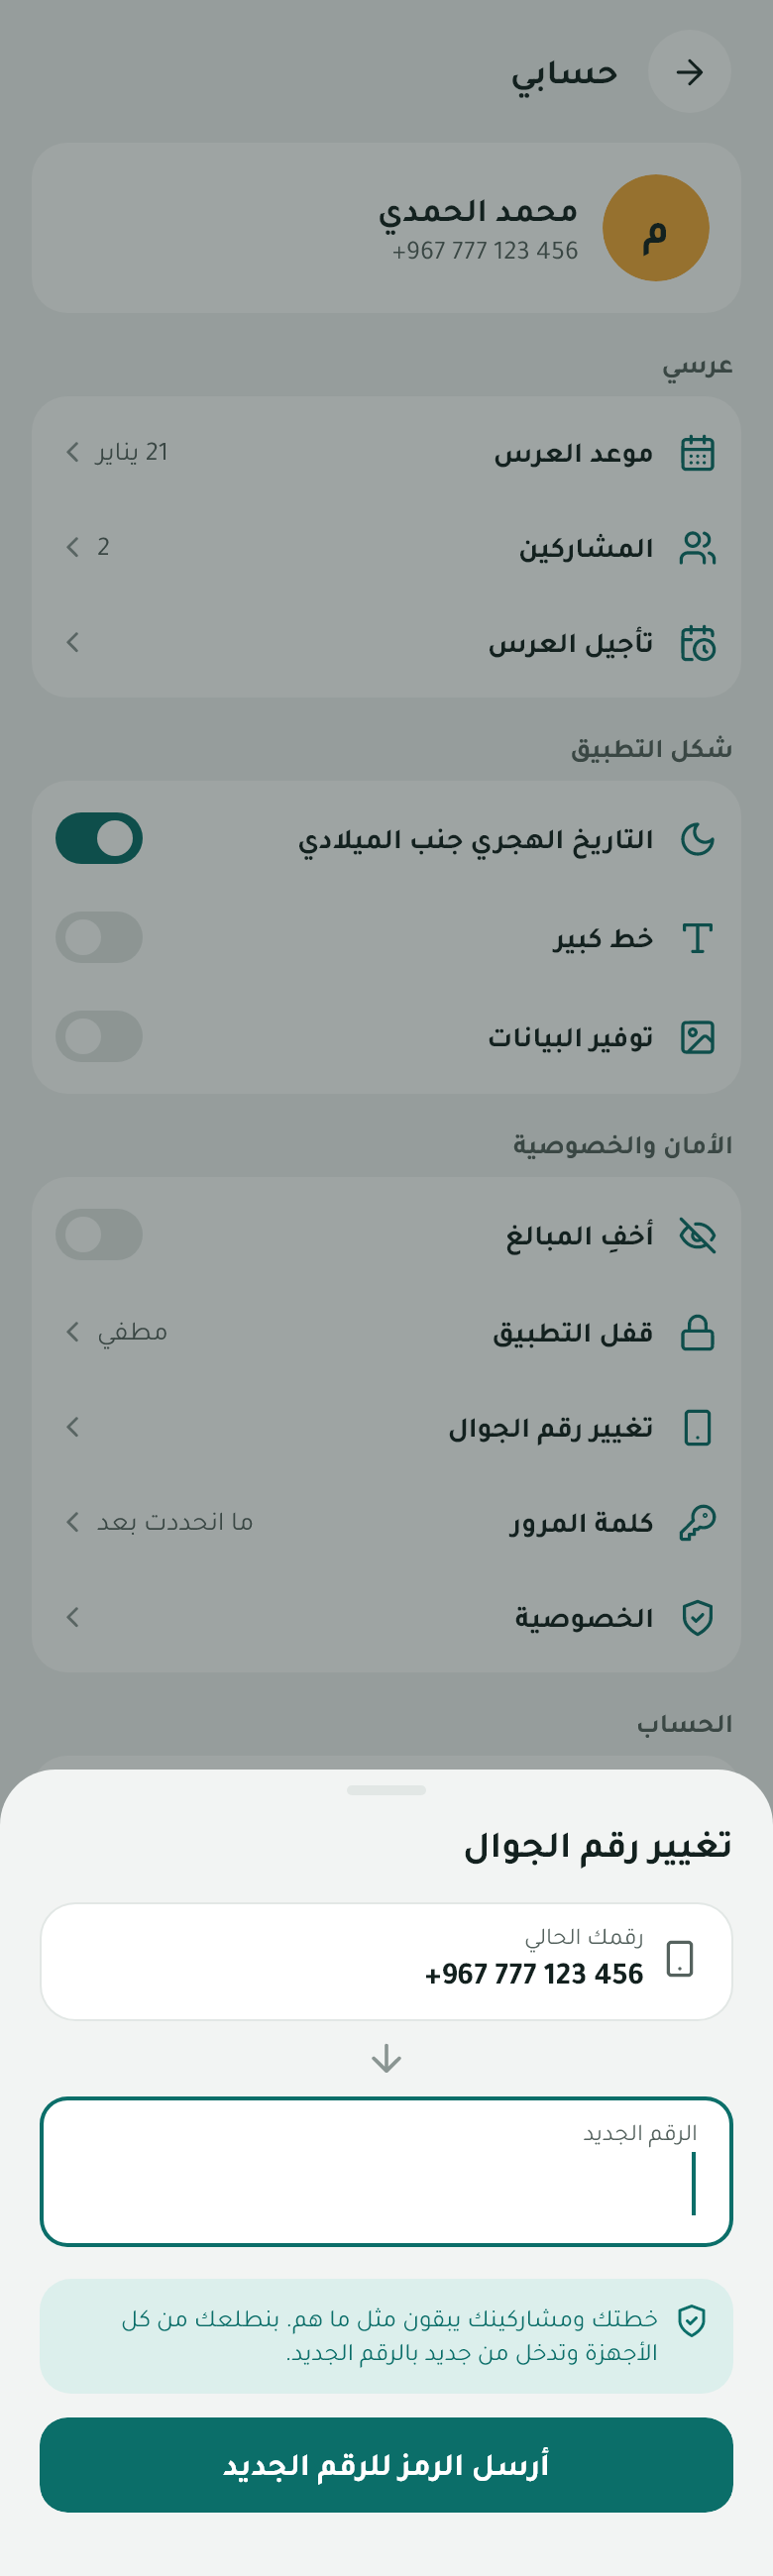 حسابي
م
محمد الحمدي
+967 777 123 456
عرسي
موعد العرس
21 يناير
المشاركين
2
تأجيل العرس
شكل التطبيق
التاريخ الهجري جنب الميلادي
خط كبير
توفير البيانات
الأمان والخصوصية
أخفِ المبالغ
قفل التطبيق
مطفي
تغيير رقم الجوال
كلمة المرور
ما انحددت بعد
الخصوصية
الحساب
تغيير رقم الجوال
رقمك الحالي
+967 777 123 456
الرقم الجديد
خطتك ومشاركينك يبقون مثل ما هم. بنطلعك من كل
الأجهزة وتدخل من جديد بالرقم الجديد.
أرسل الرمز للرقم الجديد